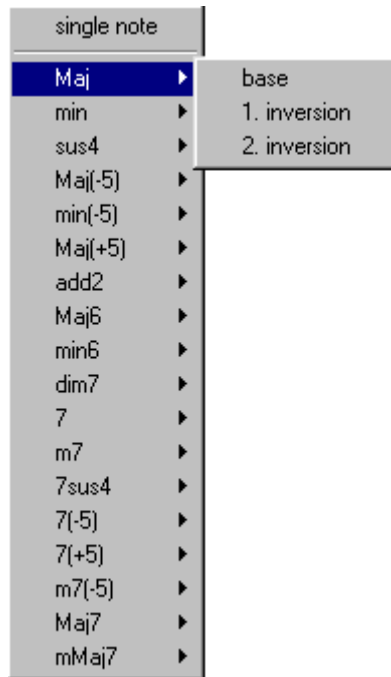 single note
Maj
base
min
1. inversion
sus4
2. inversion
Maj(-5)
min(-5)
Maj(+5)
add2
Maj6
min6
dim7
7
m7
7sus4
7(-5)
7(+5)
m7(-5)
Maj7
mMaj7